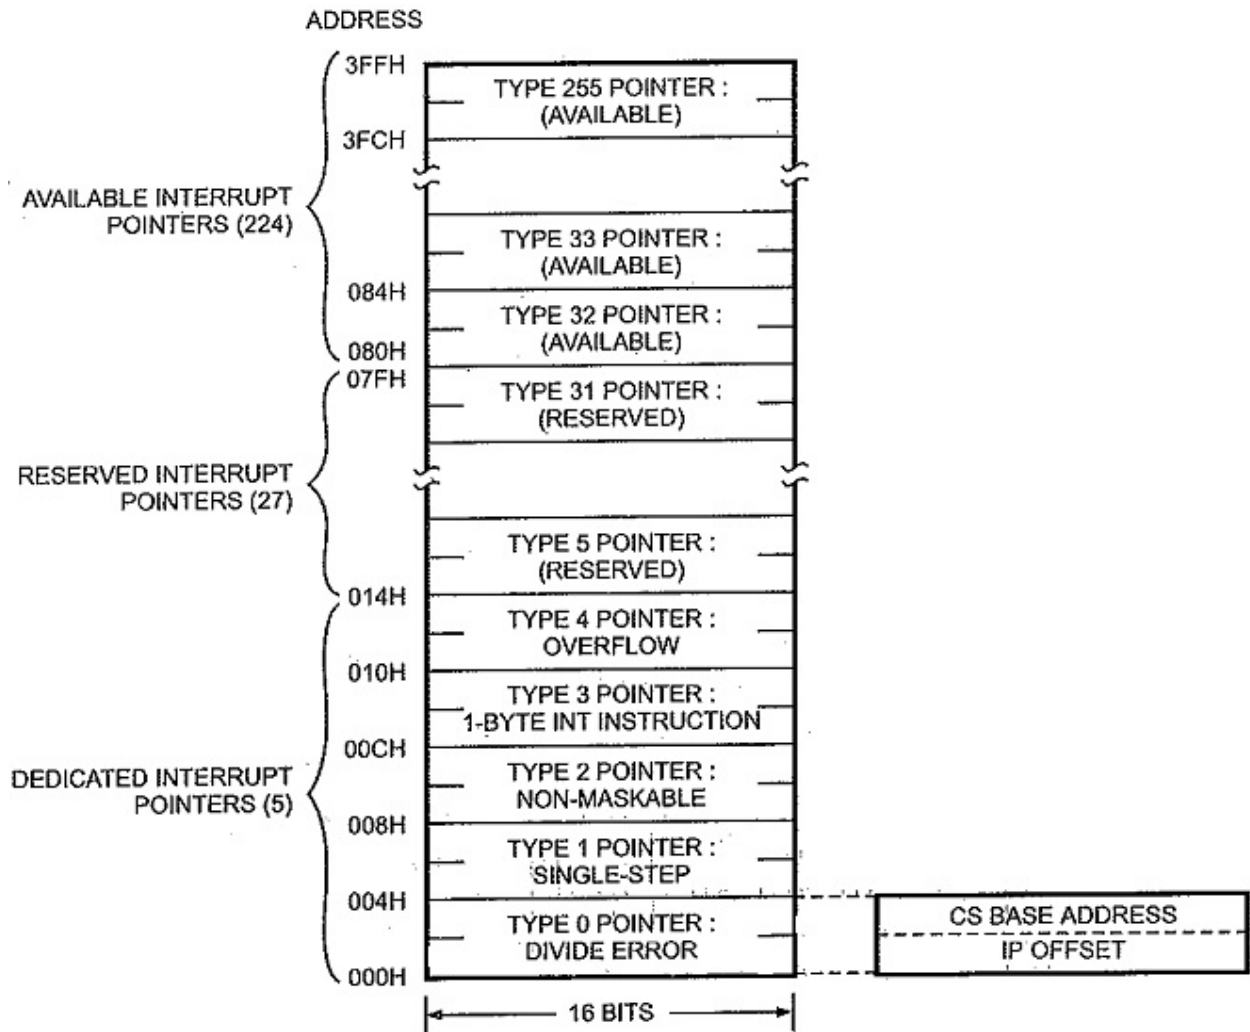 ADDRESS
3FFH
TYPE 255 POINTER :
(AVAILABLE)
3FCH
AVAILABLE INTERRUPT
POINTERS (224)
TYPE 33 POINTER :
(AVAILABLE)
084H
TYPE 32 POINTER :
(AVAILABLE)
080H
07FH
TYPE 31 POINTER :
(RESERVED)
RESERVED INTERRUPT
POINTERS (27)
TYPE 5 POINTER :
(RESERVED)
014H
TYPE 4 POINTER :
OVERFLOW
010H
TYPE 3 POINTER :
1-BYTE INT INSTRUCTION
00CH
DEDICATED INTERRUPT
POINTERS (5)
TYPE 2 POINTER :
NON-MASKABLE
008H
TYPE 1 POINTER :
SINGLE-STEP
004H
TYPE 0 POINTER :
DIVIDE ERROR
000H
CS BASE ADDRESS
IP OFFSET
16 BITS